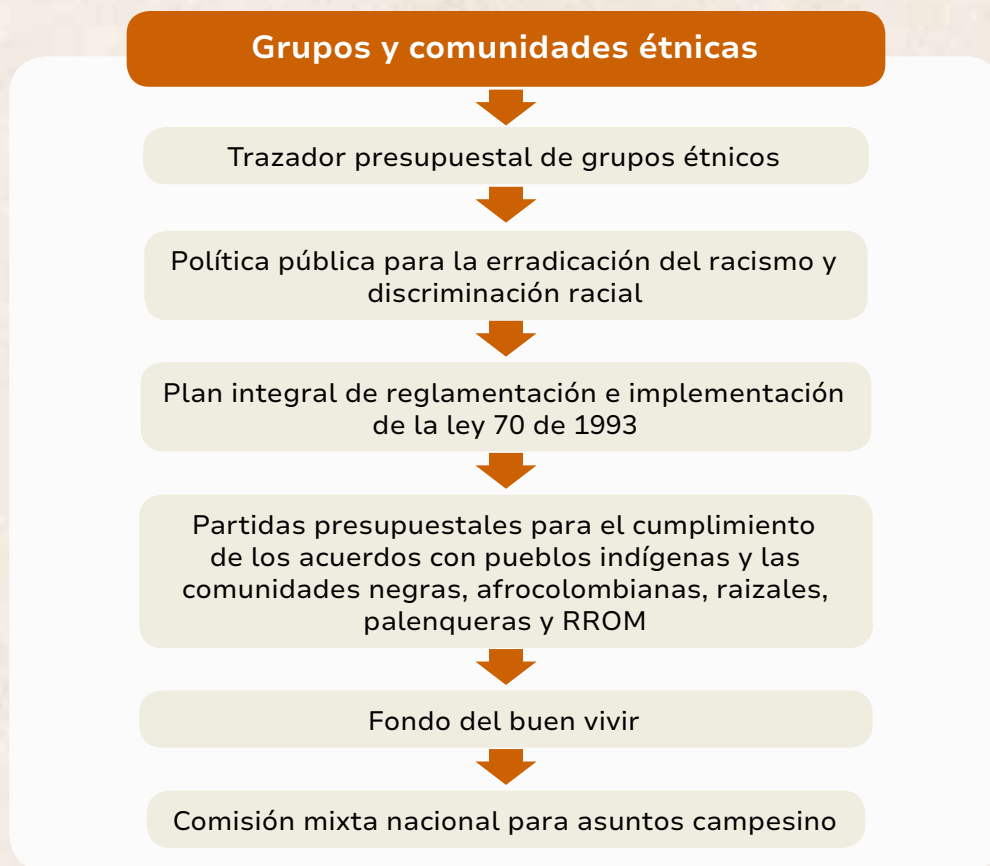 Grupos y comunidades étnicas
Trazador presupuestal de grupos étnicos
Política pública para la erradicación del racismo y
discriminación racial
Plan integral de reglamentación e implementación
de la ley 70 de 1993
Partidas presupuestales para el cumplimiento
de los acuerdos con pueblos indígenas y las
comunidades negras, afrocolombianas, raizales,
palenqueras y RROM
Fondo del buen vivir
Comisión mixta nacional para asuntos campesino